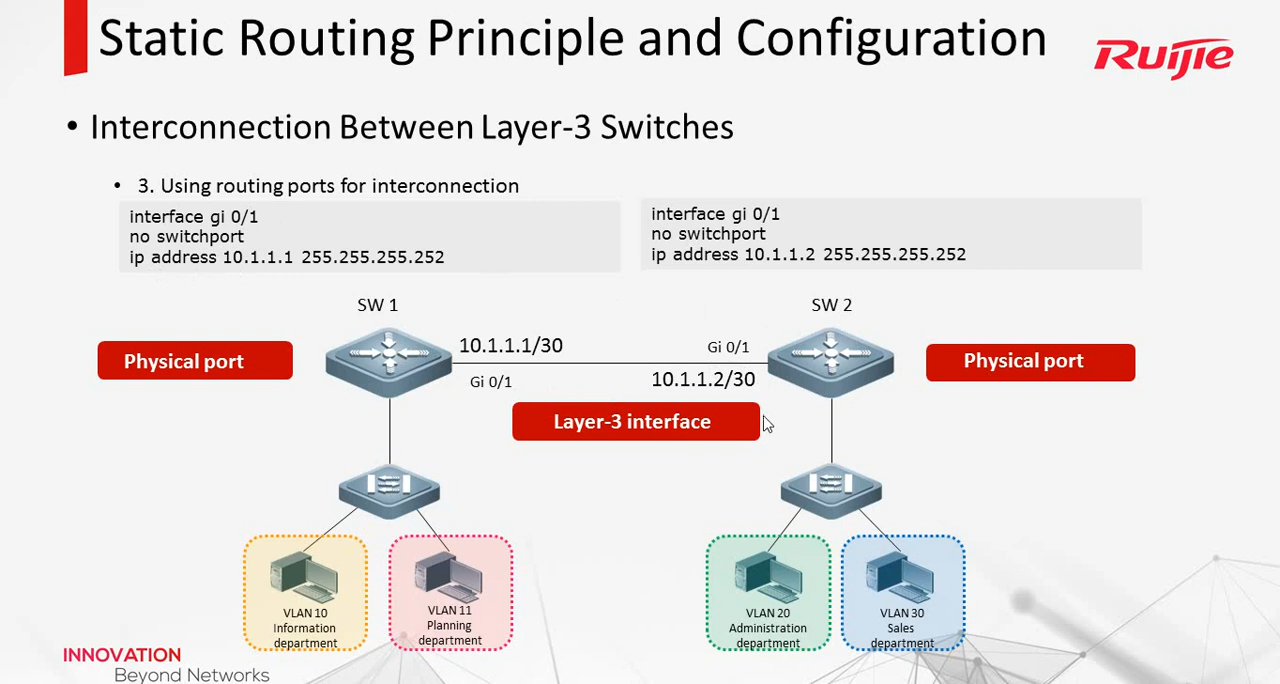 Static Routing Principle and Configuration
Ruijie
• Interconnection Between Layer-3 Switches
• 3. Using routing ports for interconnection
interface gi 0/1
no switchport
ip address 10.1.1.1 255.255.255.252
interface gi 0/1
no switchport
ip address 10.1.1.2 255.255.255.252
SW 1
SW 2
Physical port
10.1.1.1/30
Gi 0/1
Physical port
Gi 0/1
10.1.1.2/30
Layer-3 interface
VLAN 10
Information
department
VLAN 11
Planning
department
VLAN 20
Administration
department
VLAN 30
Sales
department
INNOVATION
Beyond Networks